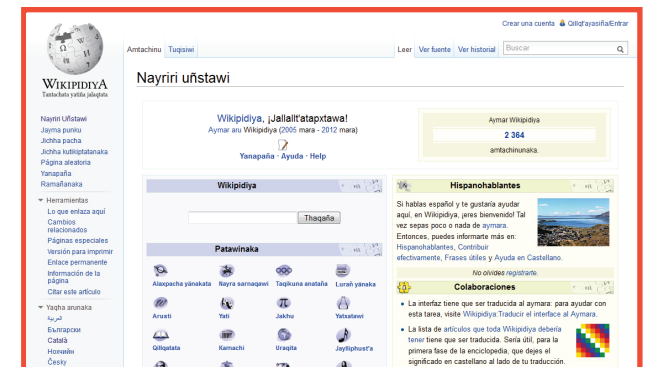 Crear una cuenta Qillqt'ayasiña/Entrar
Amtachinu Tuqisiwi Leer Ver fuente Ver historial Buscar
WIKIPIDIYA
Tantachata yatiña jalaqtata
Nayriri uñstawi
Nayriri Uñstawi
Jayma punku
Jichha pacha
Jichha kutikiptatanaka
Página aleatoria
Yanapaña
Ramañanaka
Herramientas
Lo que enlaza aquí
Cambios
relacionados
Páginas especiales
Versión para imprimir
Enlace permanente
Información de la
página
Citar este artículo
Yaqha arunaka
العربية
Български
Català
Нохчийн
Česky
Wikipidiya, ¡Jallallt'atapxtawa!
Aymar aru Wikipidiya (2005 mara - 2012 mara)
Yanapaña · Ayuda · Help
Aymar Wikipidiya
2 364
amtachinunaka.
Wikipidiya
Thaqaña
Patawinaka
Alaxpacha yänakata Nayra sarnaqawi Taqikuna anataña Lurañ yänaka
Arusti Yati Jakhu Yatxatawi
Qillqatata Kamachi Uraqita Jaylliphust'a
Hispanohablantes
Si hablas español y te gustaría ayudar
aquí, en Wikipidiya, ¡eres bienvenido! Tal
vez sepas poco o nada de aymara.
Entonces, puedes informarte más en:
Hispanohablantes, Contribuir
efectivamente, Frases útiles y Ayuda en Castellano.
No olvides registrarte.
Colaboraciones
La interfaz tiene que ser traducida al aymara: para ayudar con
esta tarea, visite Wikipidiya:Traducir el interface al Aymara.
La lista de artículos que toda Wikipidiya debería
tener tiene que ser traducida. Sería útil, para la
primera fase de la enciclopedia, que dejes el
significado en castellano al lado de tu traducción.